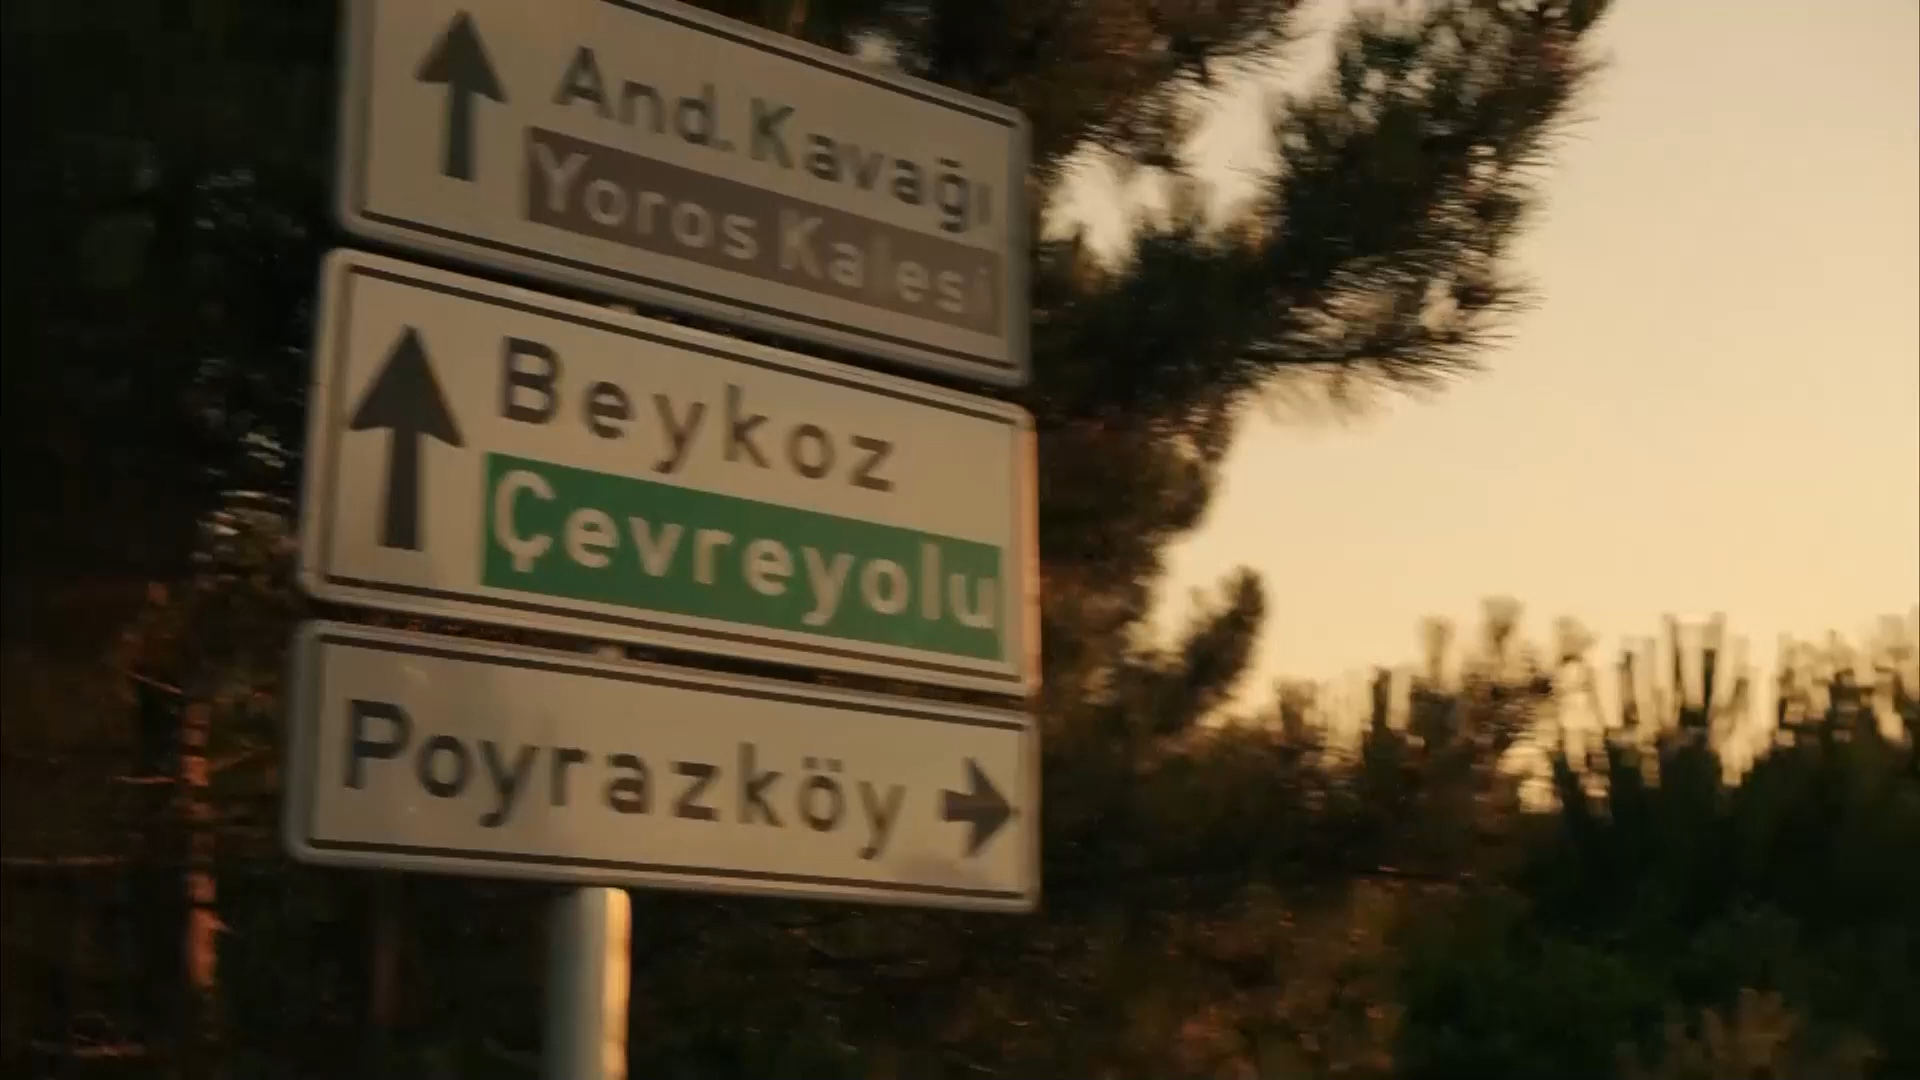 And. Kavağı
Yoros Kalesi
Beykoz
Çevreyolu
Poyrazköy